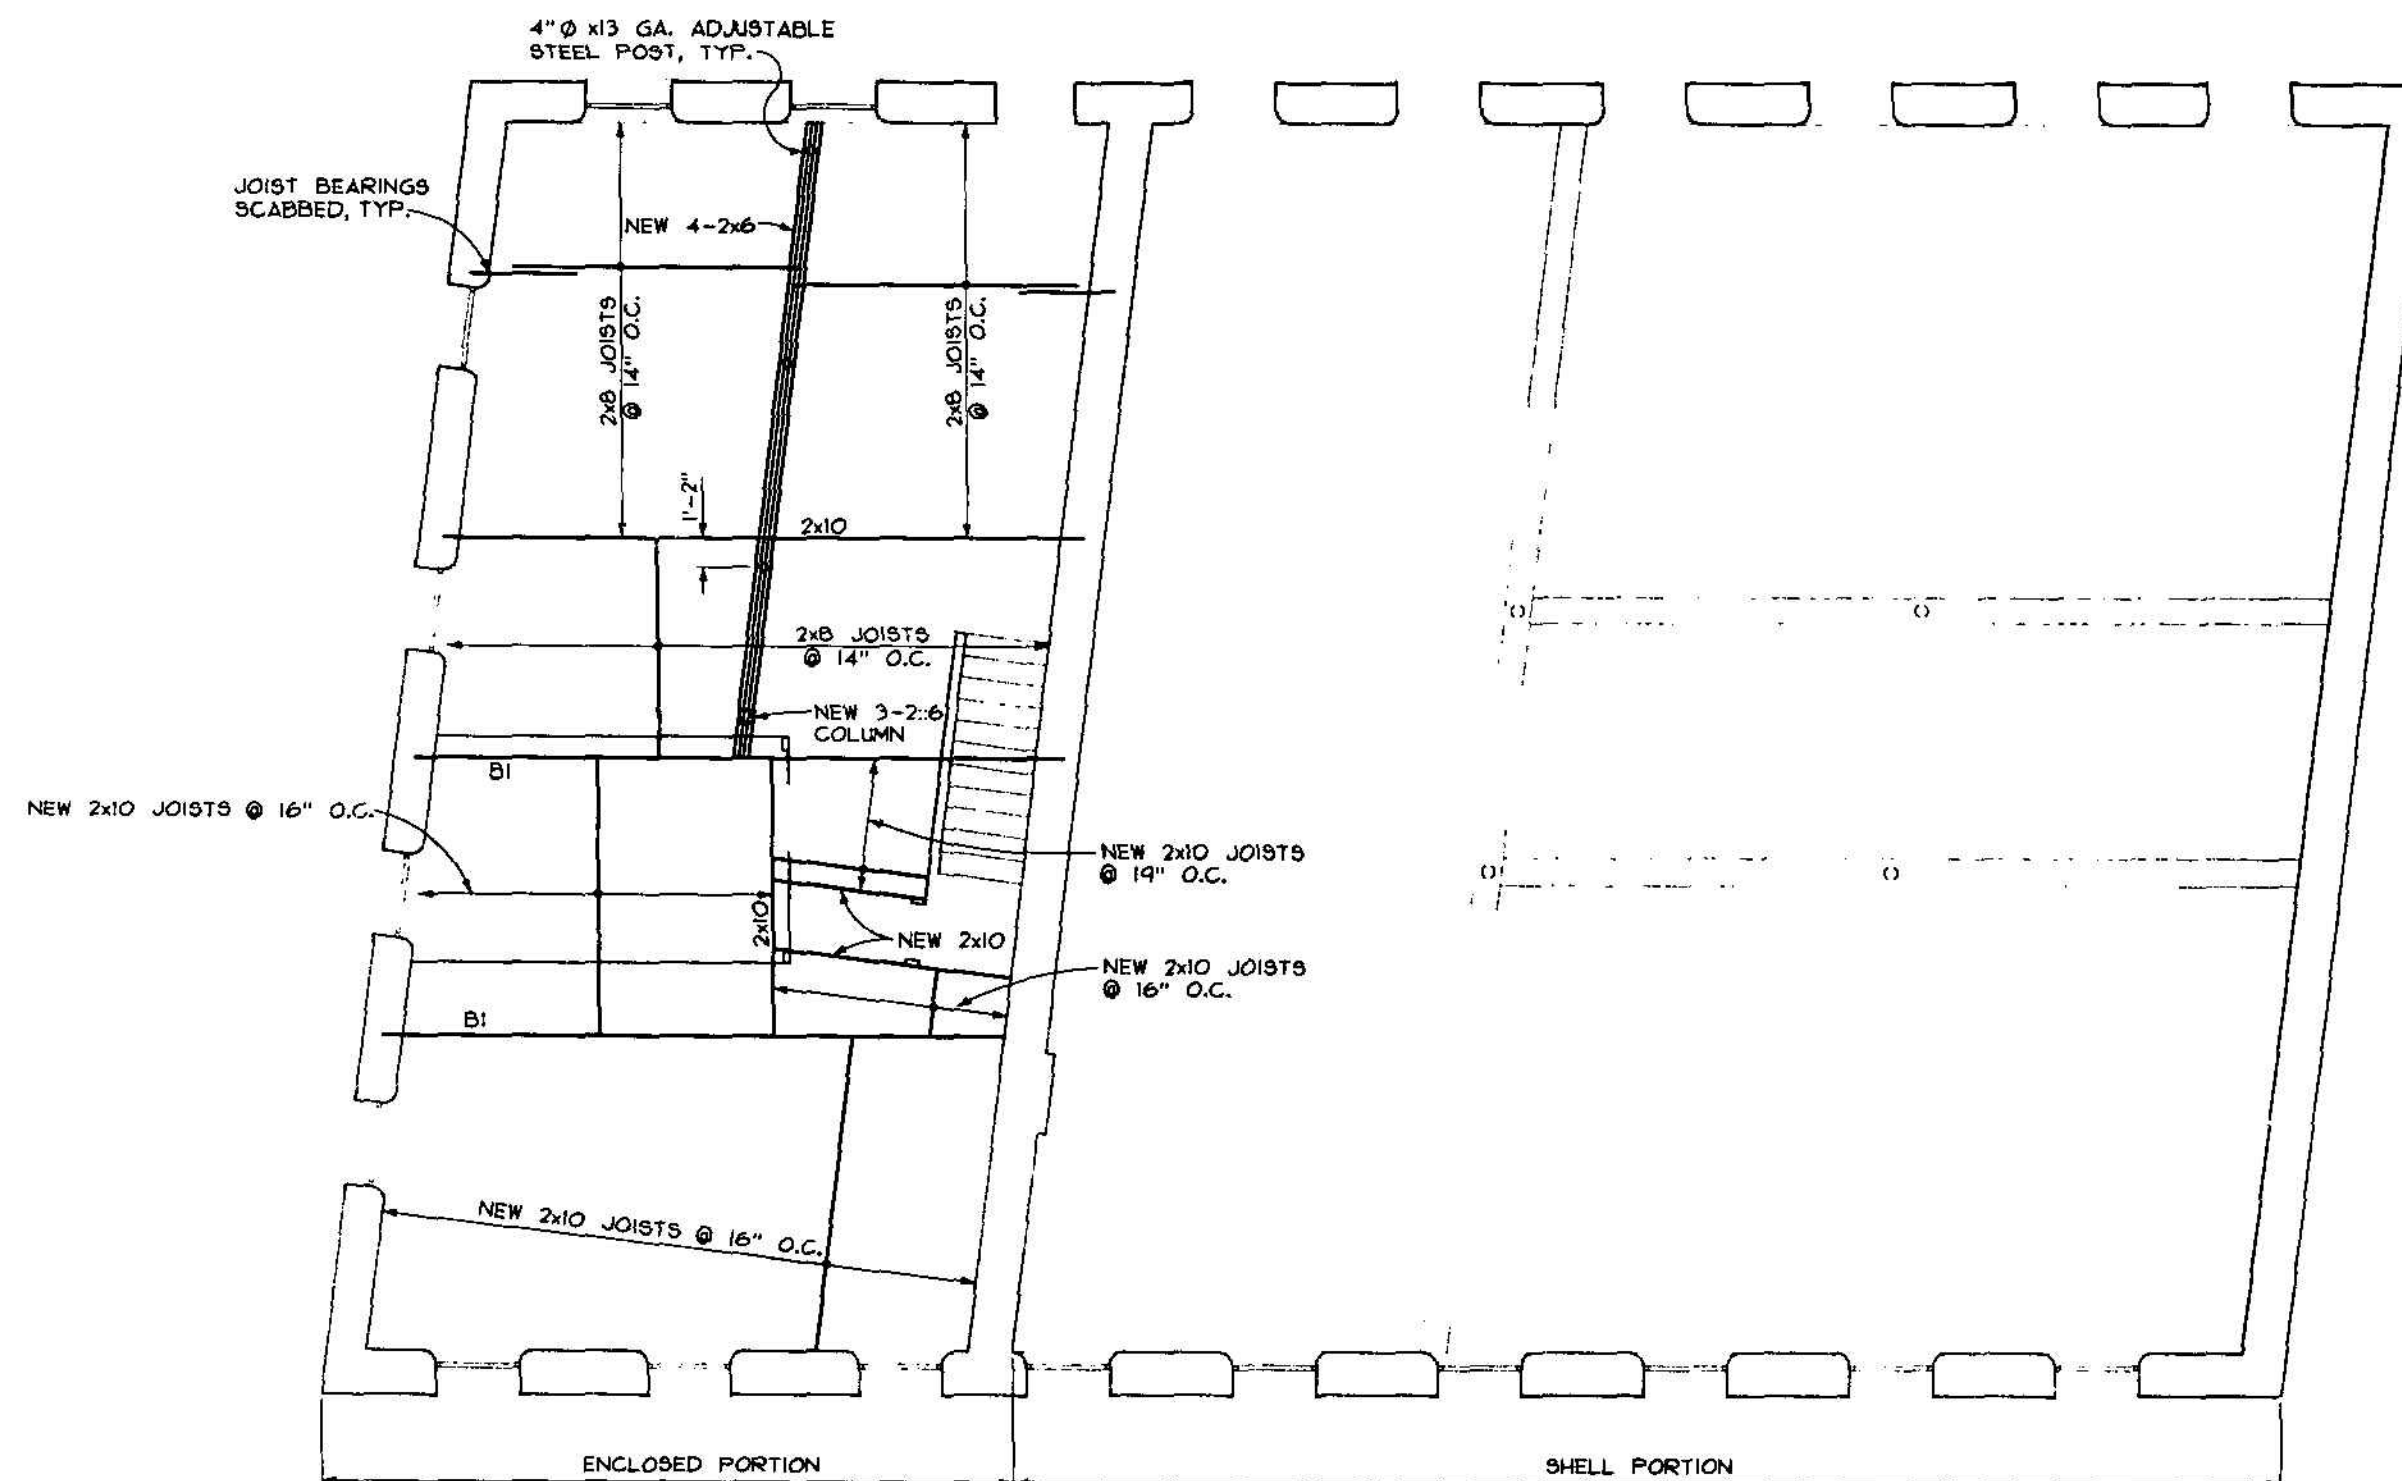 4" Ø x13 GA. ADJUSTABLE
STEEL POST, TYP.
JOIST BEARINGS
SCABBED, TYP.
NEW 4-2x6
2x8 JOISTS
@ 14" O.C.
2x8 JOISTS
@ 14" O.C.
1'-2"
2x10
2x8 JOISTS
@ 14" O.C.
NEW 3-2::6
COLUMN
B1
NEW 2x10 JOISTS @ 16" O.C.
NEW 2x10 JOISTS
@ 19" O.C.
2x10
NEW 2x10
NEW 2x10 JOISTS
@ 16" O.C.
B1
NEW 2x10 JOISTS @ 16" O.C.
ENCLOSED PORTION
SHELL PORTION